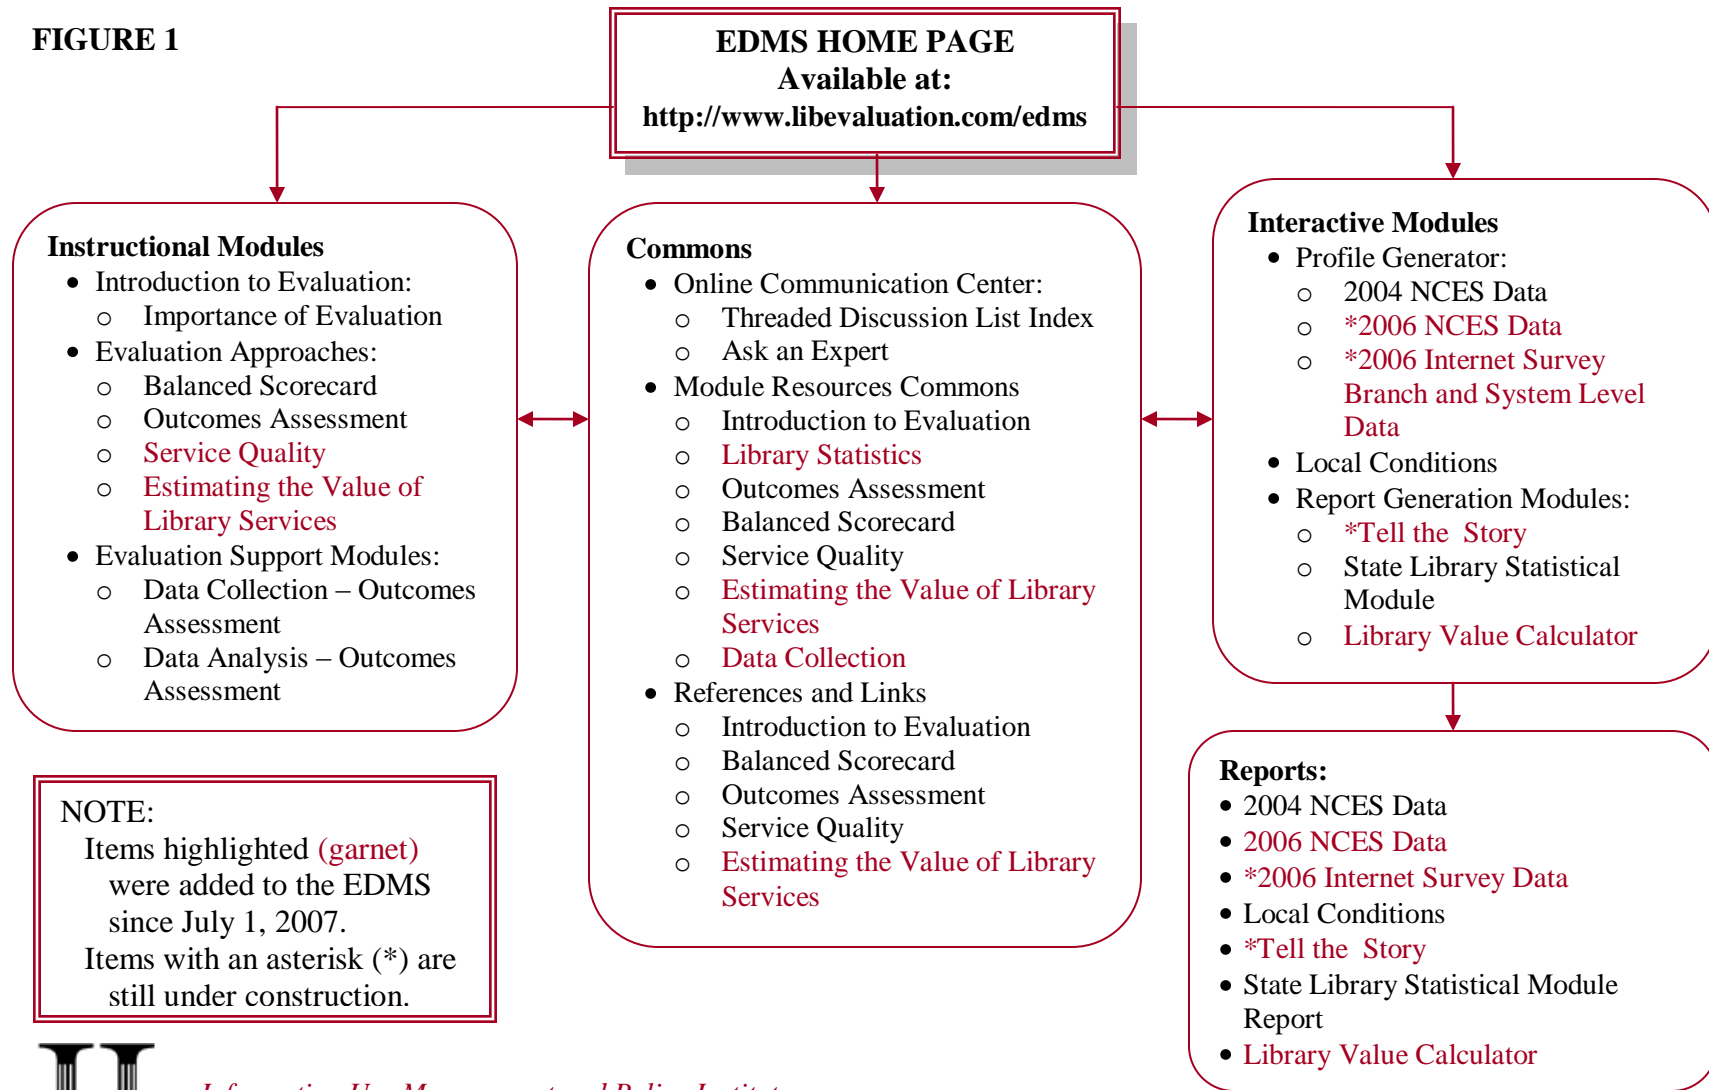 FIGURE 1
EDMS HOME PAGE
Available at:
http://www.libevaluation.com/edms
Instructional Modules
• Introduction to Evaluation:
o Importance of Evaluation
• Evaluation Approaches:
o Balanced Scorecard
o Outcomes Assessment
o Service Quality
o Estimating the Value of
Library Services
• Evaluation Support Modules:
o Data Collection – Outcomes
Assessment
o Data Analysis – Outcomes
Assessment
Commons
• Online Communication Center:
o Threaded Discussion List Index
o Ask an Expert
• Module Resources Commons
o Introduction to Evaluation
o Library Statistics
o Outcomes Assessment
o Balanced Scorecard
o Service Quality
o Estimating the Value of Library
Services
o Data Collection
• References and Links
o Introduction to Evaluation
o Balanced Scorecard
o Outcomes Assessment
o Service Quality
o Estimating the Value of Library
Services
Interactive Modules
• Profile Generator:
o 2004 NCES Data
o *2006 NCES Data
o *2006 Internet Survey
Branch and System Level
Data
• Local Conditions
• Report Generation Modules:
o *Tell the Story
o State Library Statistical
Module
o Library Value Calculator
Reports:
• 2004 NCES Data
• 2006 NCES Data
• *2006 Internet Survey Data
• Local Conditions
• *Tell the Story
• State Library Statistical Module
Report
• Library Value Calculator
NOTE:
Items highlighted (garnet)
were added to the EDMS
since July 1, 2007.
Items with an asterisk (*) are
still under construction.
Information Use Management and Policy Institute